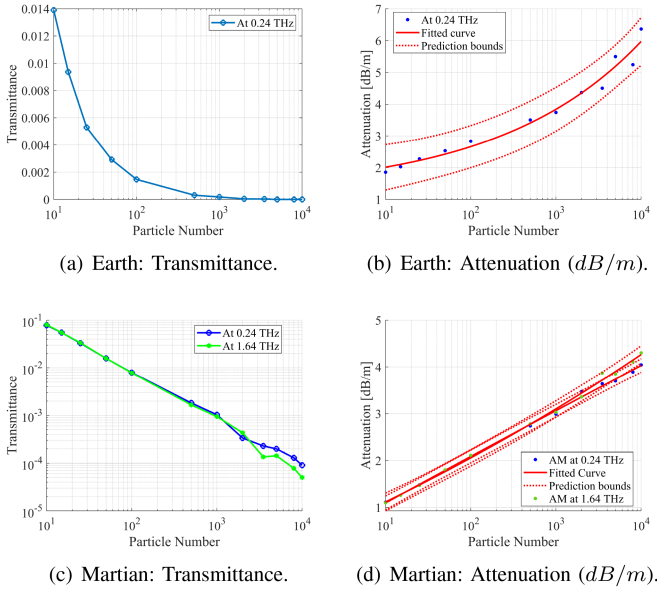 0.014
0.012
0.01
0.008
0.006
0.004
0.002
0
Transmittance
At 0.24 THz
10^1 10^2 10^3 10^4
Particle Number
(a) Earth: Transmittance.
7
6
5
4
3
2
1
Attenuation [dB/m]
At 0.24 THz
Fitted curve
Prediction bounds
10^1 10^2 10^3 10^4
Particle Number
(b) Earth: Attenuation (dB/m).
10^-1
10^-2
10^-3
10^-4
10^-5
Transmittance
At 0.24 THz
At 1.64 THz
10^1 10^2 10^3 10^4
Particle Number
(c) Martian: Transmittance.
5
4
3
2
1
Attenuation [dB/m]
AM at 0.24 THz
Fitted Curve
Prediction bounds
AM at 1.64 THz
10^1 10^2 10^3 10^4
Particle Number
(d) Martian: Attenuation (dB/m).